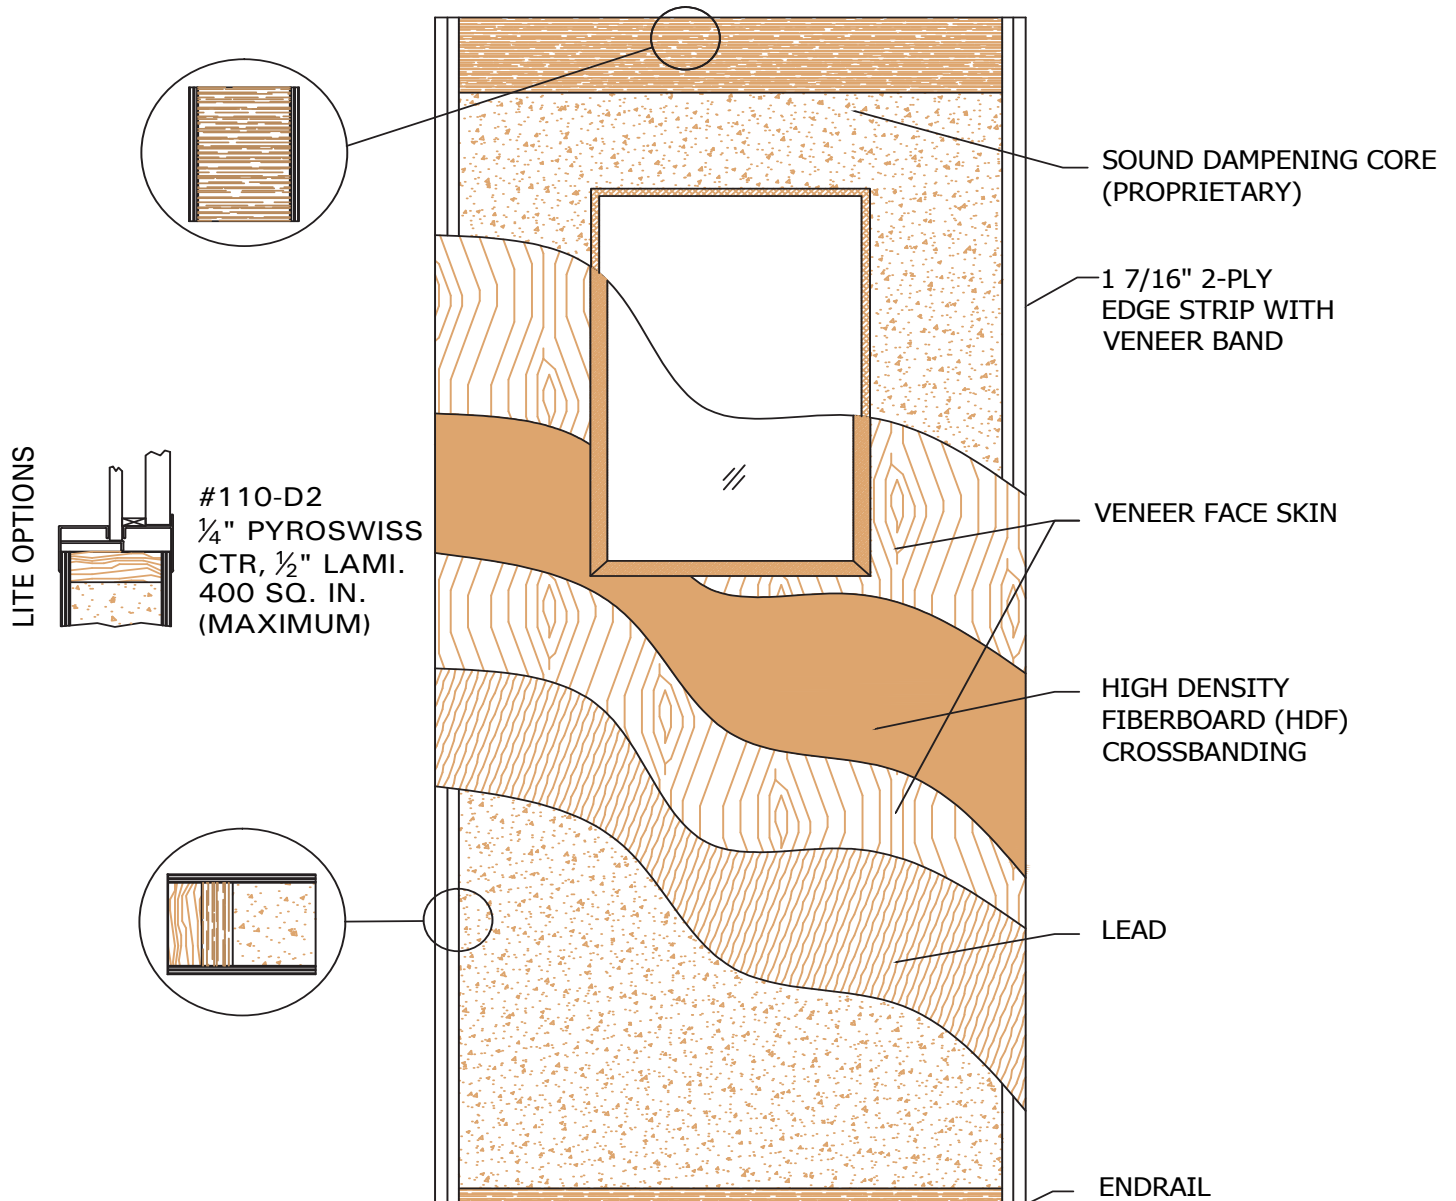 SOUND DAMPENING CORE
(PROPRIETARY)
1 7/16" 2-PLY
EDGE STRIP WITH
VENEER BAND
LITE OPTIONS
#110-D2
¼" PYROSWISS
CTR, ½" LAMI.
400 SQ. IN.
(MAXIMUM)
VENEER FACE SKIN
HIGH DENSITY
FIBERBOARD (HDF)
CROSSBANDING
LEAD
ENDRAIL